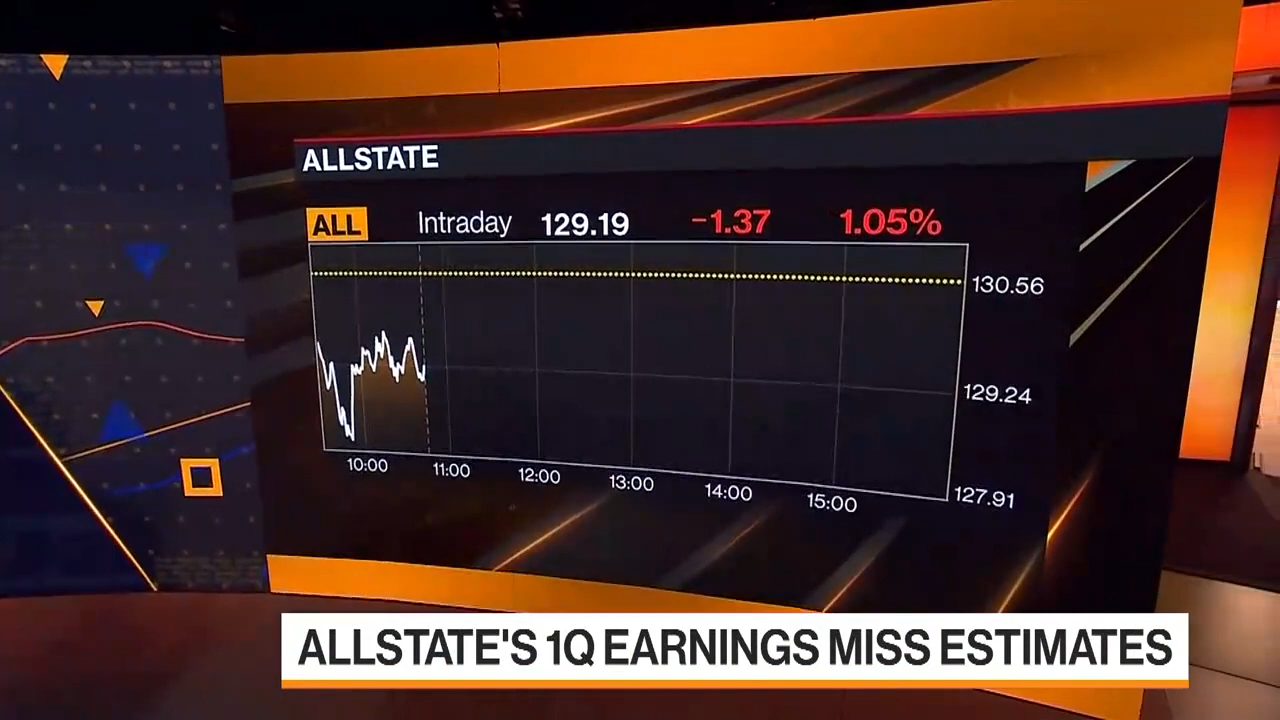 ALLSTATE
ALL Intraday 129.19 -1.37 1.05%
130.56
129.24
127.91
10:00 11:00 12:00 13:00 14:00 15:00
ALLSTATE'S 1Q EARNINGS MISS ESTIMATES